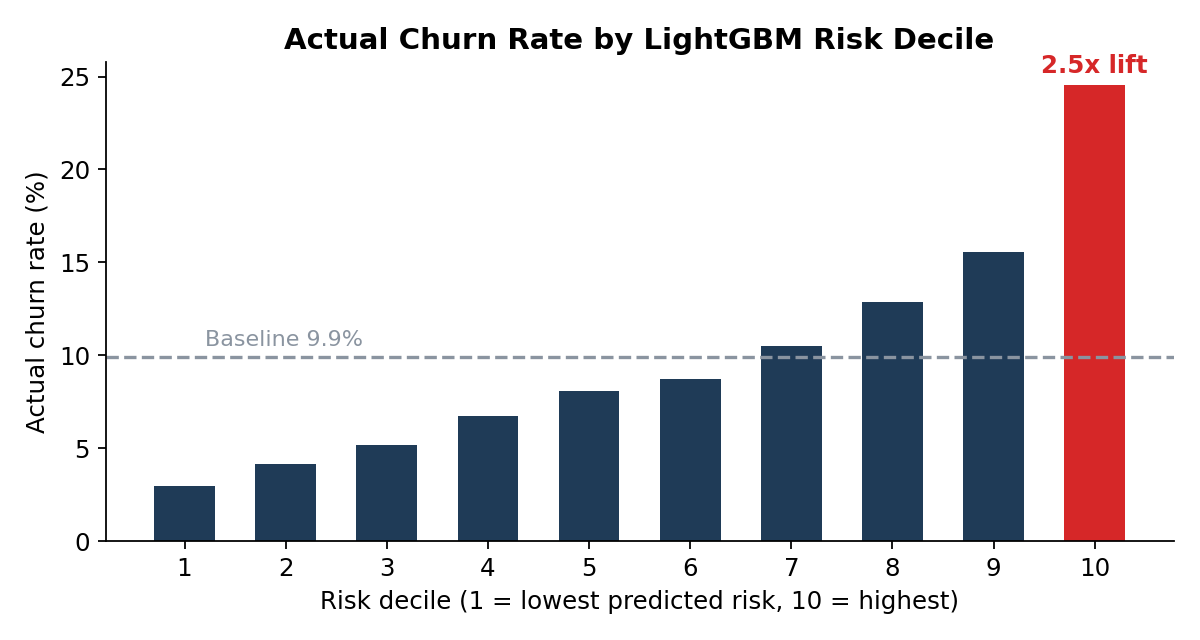 Actual Churn Rate by LightGBM Risk Decile
2.5x lift
25
20
15
10
5
0
Actual churn rate (%)
Baseline 9.9%
1 2 3 4 5 6 7 8 9 10
Risk decile (1 = lowest predicted risk, 10 = highest)